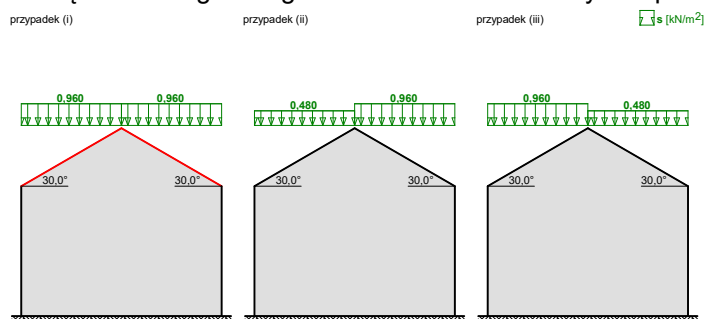 przypadek (i)
przypadek (ii)
przypadek (iii)
s [kN/m²]
0,960 0,960
0,480 0,960
0,960 0,480
30,0° 30,0°
30,0° 30,0°
30,0° 30,0°